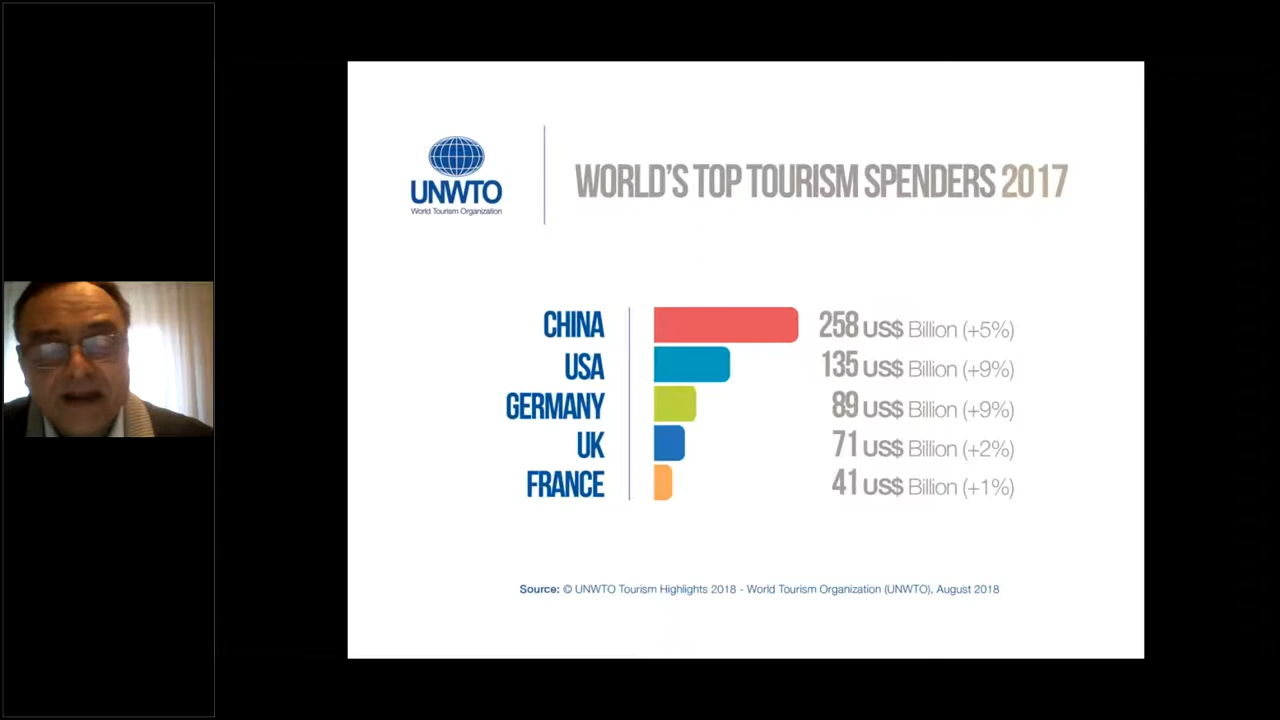 UNWTO
World Tourism Organization
WORLD'S TOP TOURISM SPENDERS 2017
CHINA 258 US$ Billion (+5%)
USA 135 US$ Billion (+9%)
GERMANY 89 US$ Billion (+9%)
UK 71 US$ Billion (+2%)
FRANCE 41 US$ Billion (+1%)
Source: © UNWTO Tourism Highlights 2018 - World Tourism Organization (UNWTO), August 2018